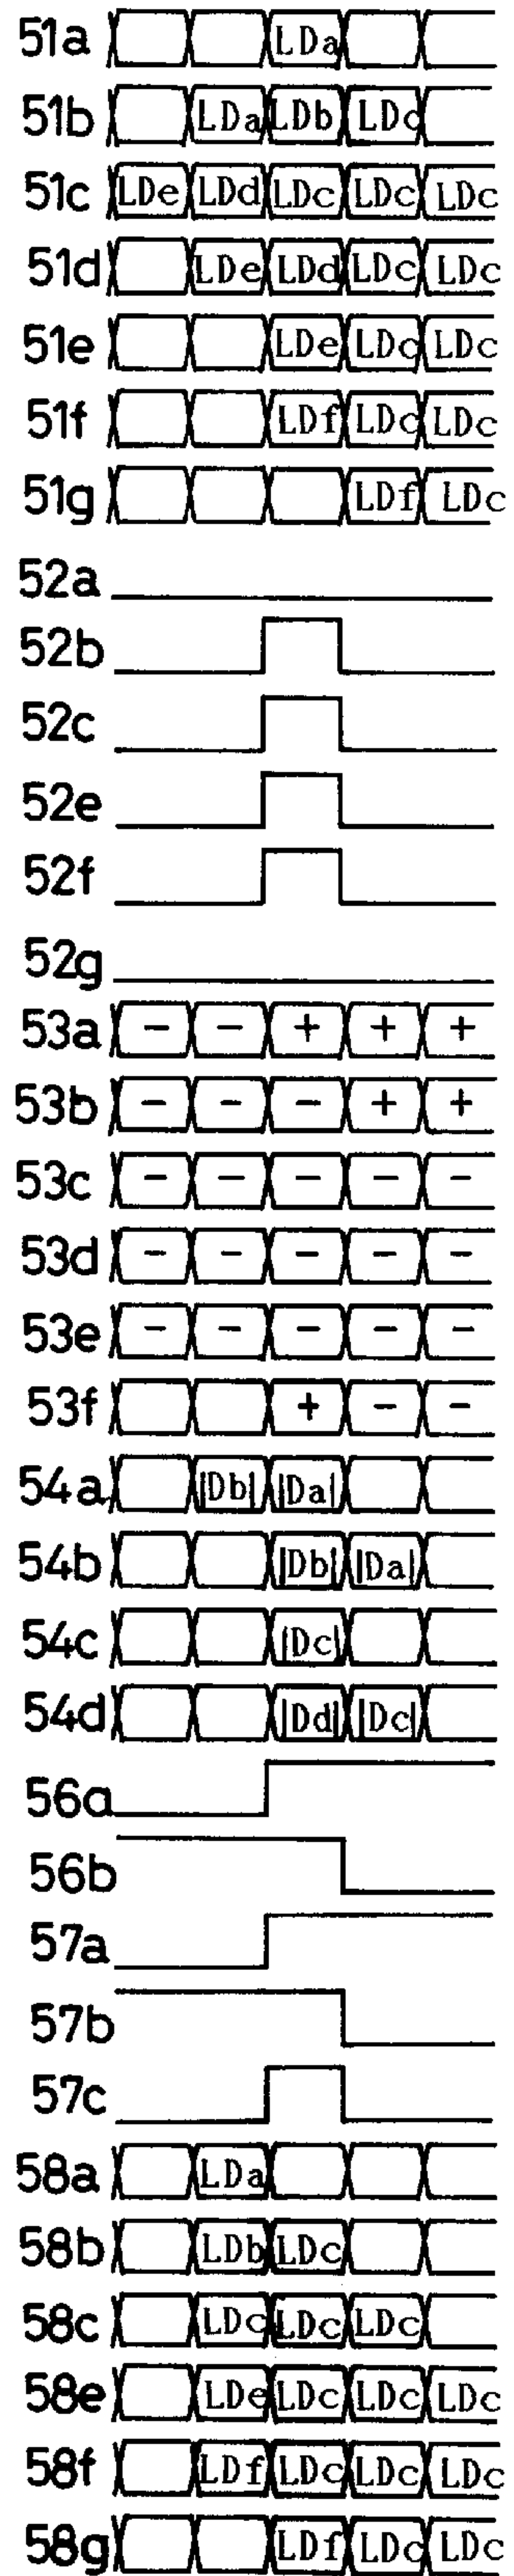 51a LDa
51b LDa LDb LDc
51c LDe LDd LDc LDc LDc
51d LDe LDd LDc LDc
51e LDe LDc LDc
51f LDf LDc LDc
51g LDf LDc
52a
52b
52c
52e
52f
52g
53a - - + + +
53b - - - + +
53c - - - - -
53d - - - - -
53e - - - - -
53f + - -
54a |Db| |Da|
54b |Db| |Da|
54c |Dc|
54d |Dd| |Dc|
56a
56b
57a
57b
57c
58a LDa
58b LDb LDc
58c LDc LDc LDc
58e LDe LDc LDc LDc
58f LDf LDc LDc LDc
58g LDf LDc LDc